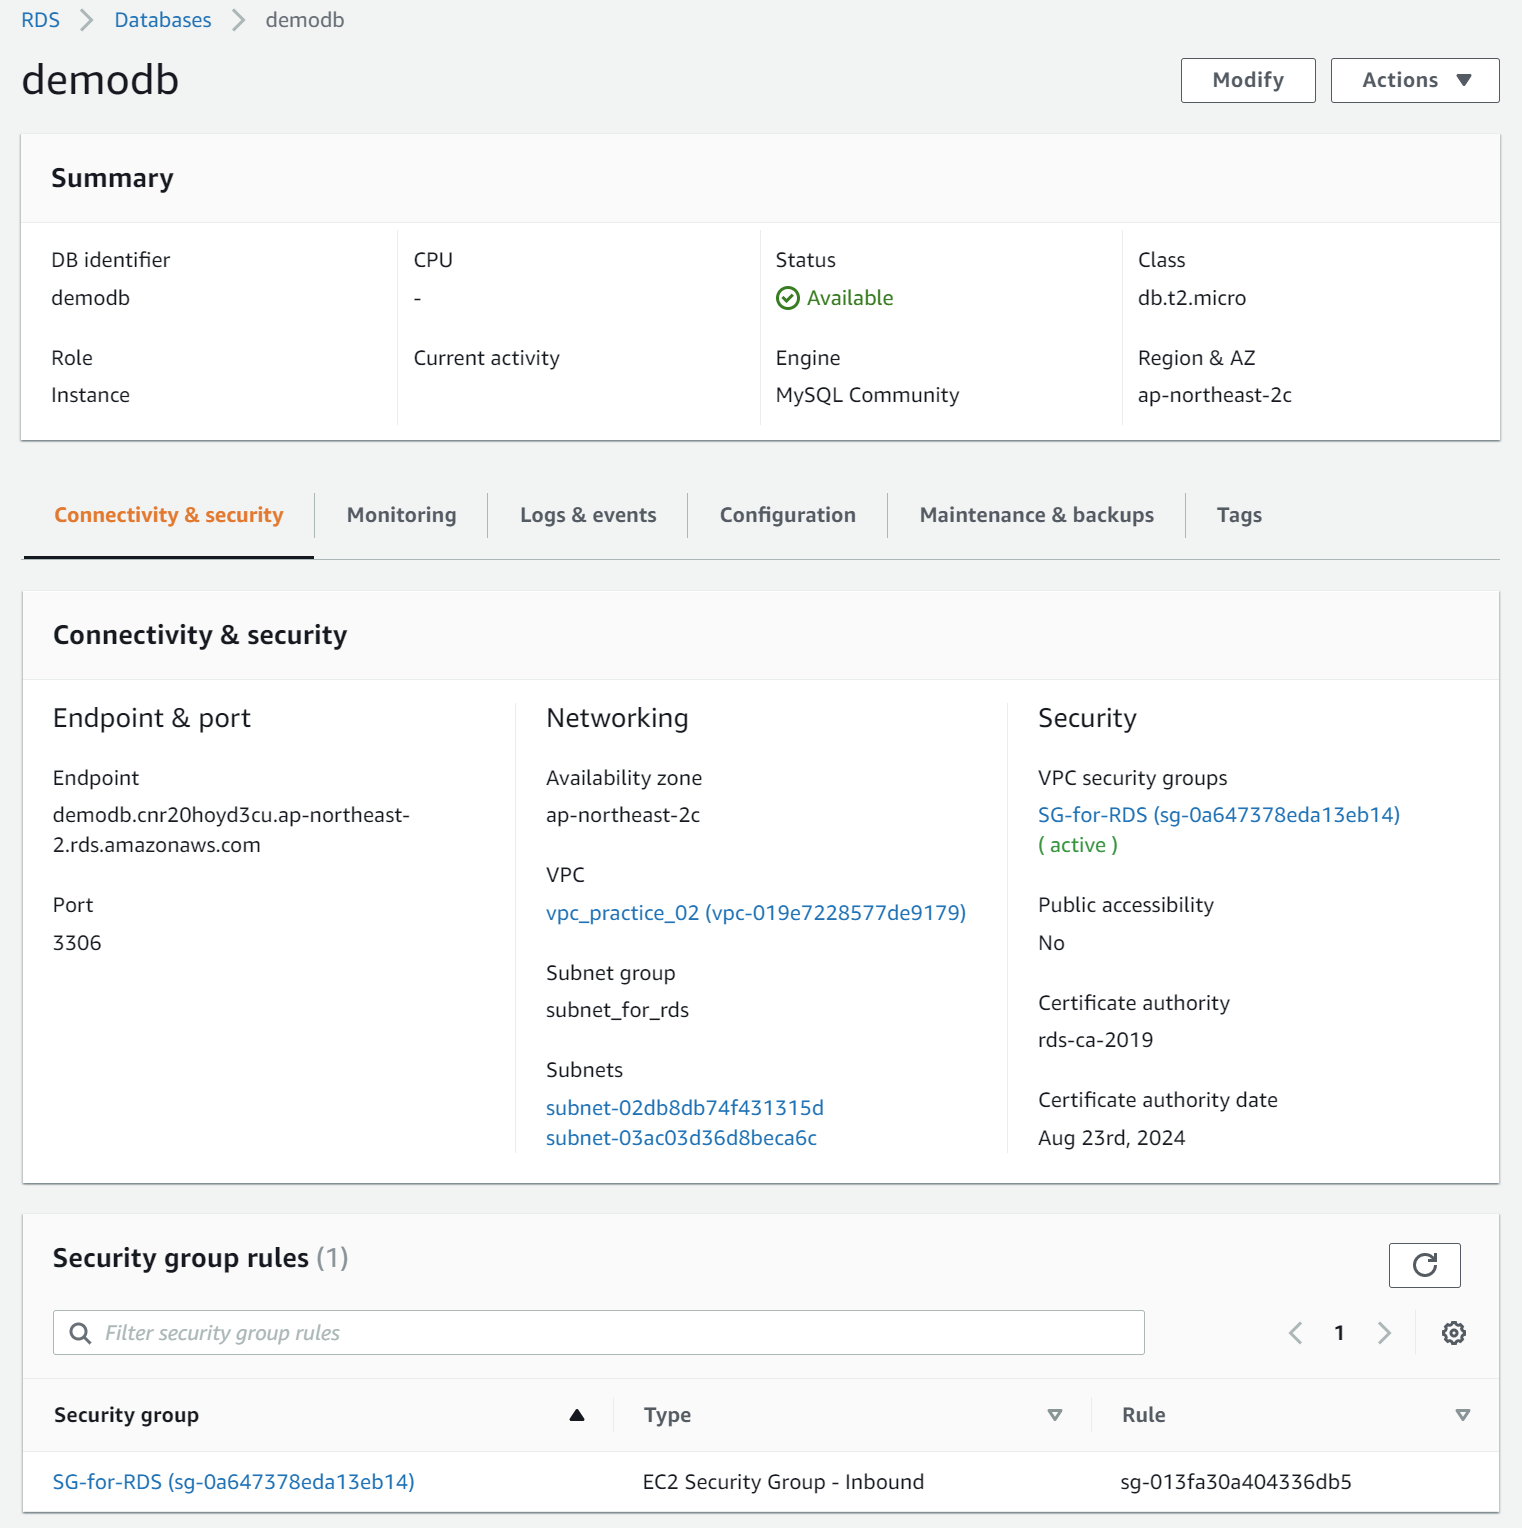 RDS > Databases > demodb
demodb
Modify
Actions
Summary
DB identifier
demodb
CPU
-
Status
Available
Class
db.t2.micro
Role
Instance
Current activity
Engine
MySQL Community
Region & AZ
ap-northeast-2c
Connectivity & security
Monitoring
Logs & events
Configuration
Maintenance & backups
Tags
Connectivity & security
Endpoint & port
Endpoint
demodb.cnr20hoyd3cu.ap-northeast-
2.rds.amazonaws.com
Port
3306
Networking
Availability zone
ap-northeast-2c
VPC
vpc_practice_02 (vpc-019e7228577de9179)
Subnet group
subnet_for_rds
Subnets
subnet-02db8db74f431315d
subnet-03ac03d36d8beca6c
Security
VPC security groups
SG-for-RDS (sg-0a647378eda13eb14)
( active )
Public accessibility
No
Certificate authority
rds-ca-2019
Certificate authority date
Aug 23rd, 2024
Security group rules (1)
Filter security group rules
1
Security group
Type
Rule
SG-for-RDS (sg-0a647378eda13eb14)
EC2 Security Group - Inbound
sg-013fa30a404336db5